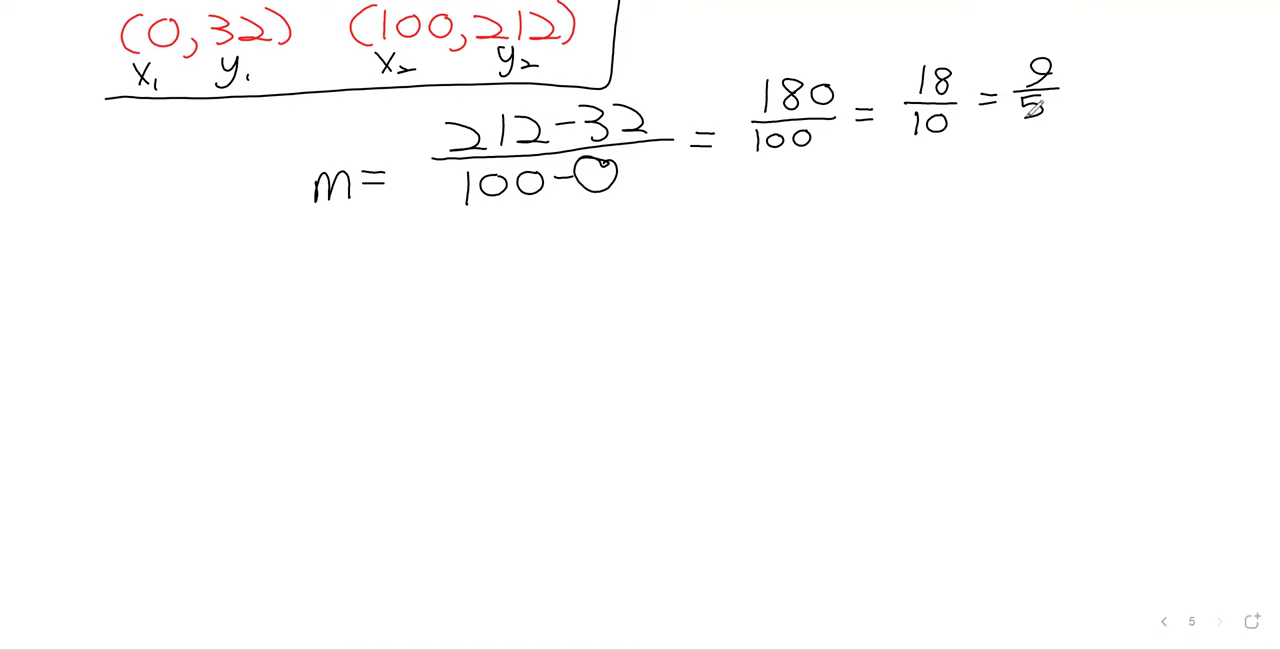 (0,32) (100,212)
x₁ y₁ x₂ y₂
m = (212-32)/(100-0) = 180/100 = 18/10 = 9/5
< 5 >